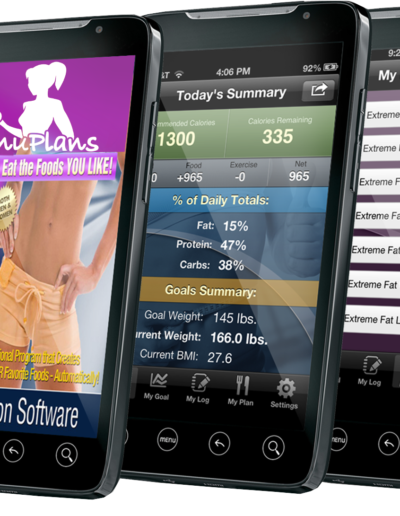 nuPlans
Eat the Foods YOU LIKE!
onal Program that Creates
R Favorite Foods - Automatically!
on Software
&T 4:06 PM 92%
Today's Summary
mmended Calories Calories Remaining
1300 335
Food Exercise Net
0 +965 -0 965
% of Daily Totals:
Fat: 15%
Protein: 47%
Carbs: 38%
Goals Summary:
Goal Weight: 145 lbs.
urrent Weight: 166.0 lbs.
Current BMI: 27.6
My Goal My Log My Plan Settings
MENU
9:2
My
Extreme
Extreme F
Extreme F
Extreme Fa
Extreme Fat
Extreme Fat
Extreme Fat L
My Log
MENU